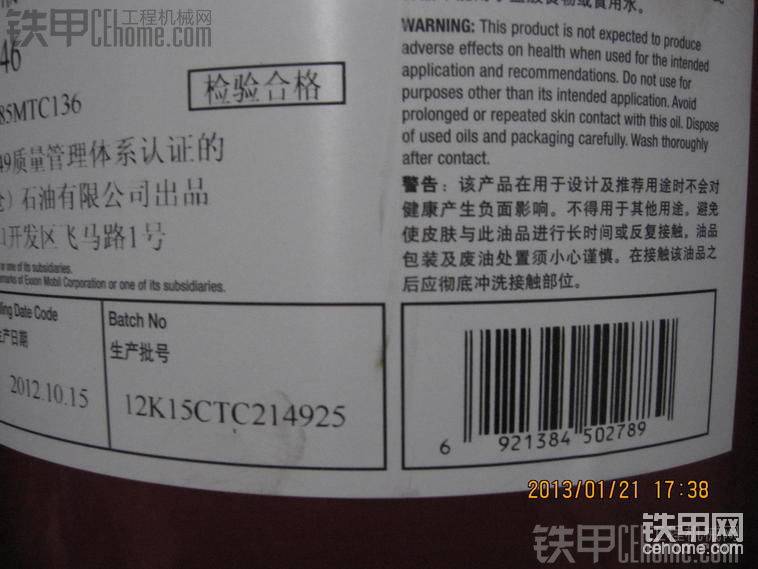 铁甲 工程机械网
CEhome.com
46
85MTC136
检验合格
49质量管理体系认证的
）石油有限公司出品
开发区飞马路1号
or one of its subsidiaries.
marks of Exxon Mobil Corporation or one of its subsidiaries.
ling Date Code
生产日期
2012.10.15
Batch No
生产批号
12K15CTC214925
WARNING: This product is not expected to produce
adverse effects on health when used for the intended
application and recommendations. Do not use for
purposes other than its intended application. Avoid
prolonged or repeated skin contact with this oil. Dispose
of used oils and packaging carefully. Wash thoroughly
after contact.
警告：该产品在用于设计及推荐用途时不会对
健康产生负面影响。不得用于其他用途。避免
使皮肤与此油品进行长时间或反复接触，油品
包装及废油处置须小心谨慎。在接触该油品之
后应彻底冲洗接触部位。
6 921384 502789
2013/01/21 17:38
铁甲网
cehome.com